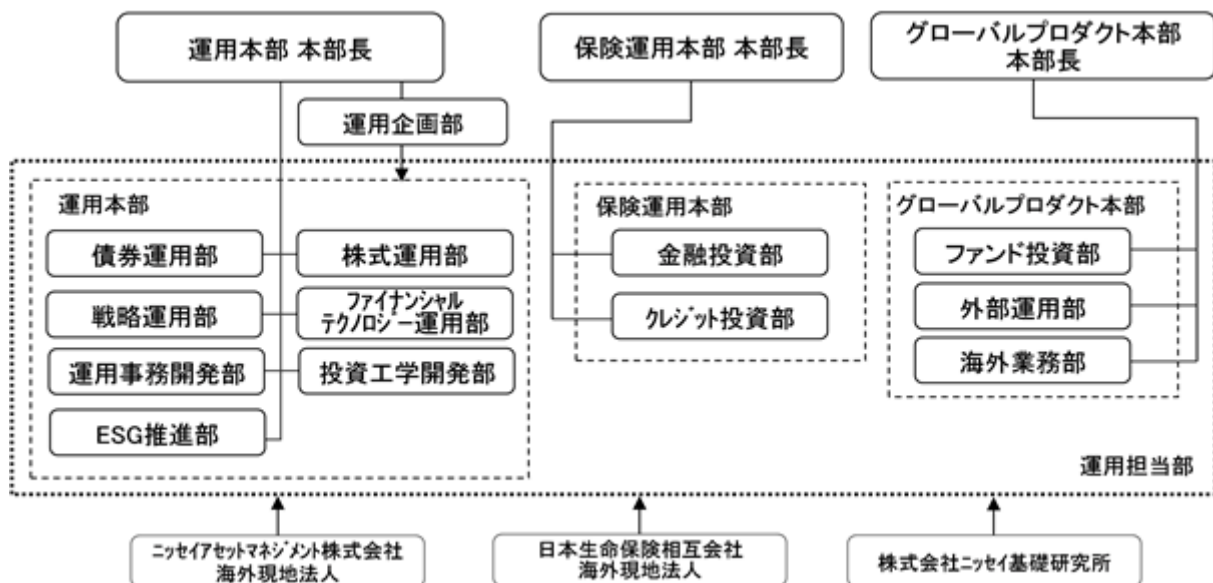 運用本部 本部長
保険運用本部 本部長
グローバルプロダクト本部
本部長
運用企画部
運用本部
債券運用部
株式運用部
戦略運用部
ファイナンシャル
テクノロジー運用部
運用事務開発部
投資工学開発部
ESG推進部
保険運用本部
金融投資部
クレジット投資部
グローバルプロダクト本部
ファンド投資部
外部運用部
海外業務部
運用担当部
ニッセイアセットマネジメント株式会社
海外現地法人
日本生命保険相互会社
海外現地法人
株式会社ニッセイ基礎研究所